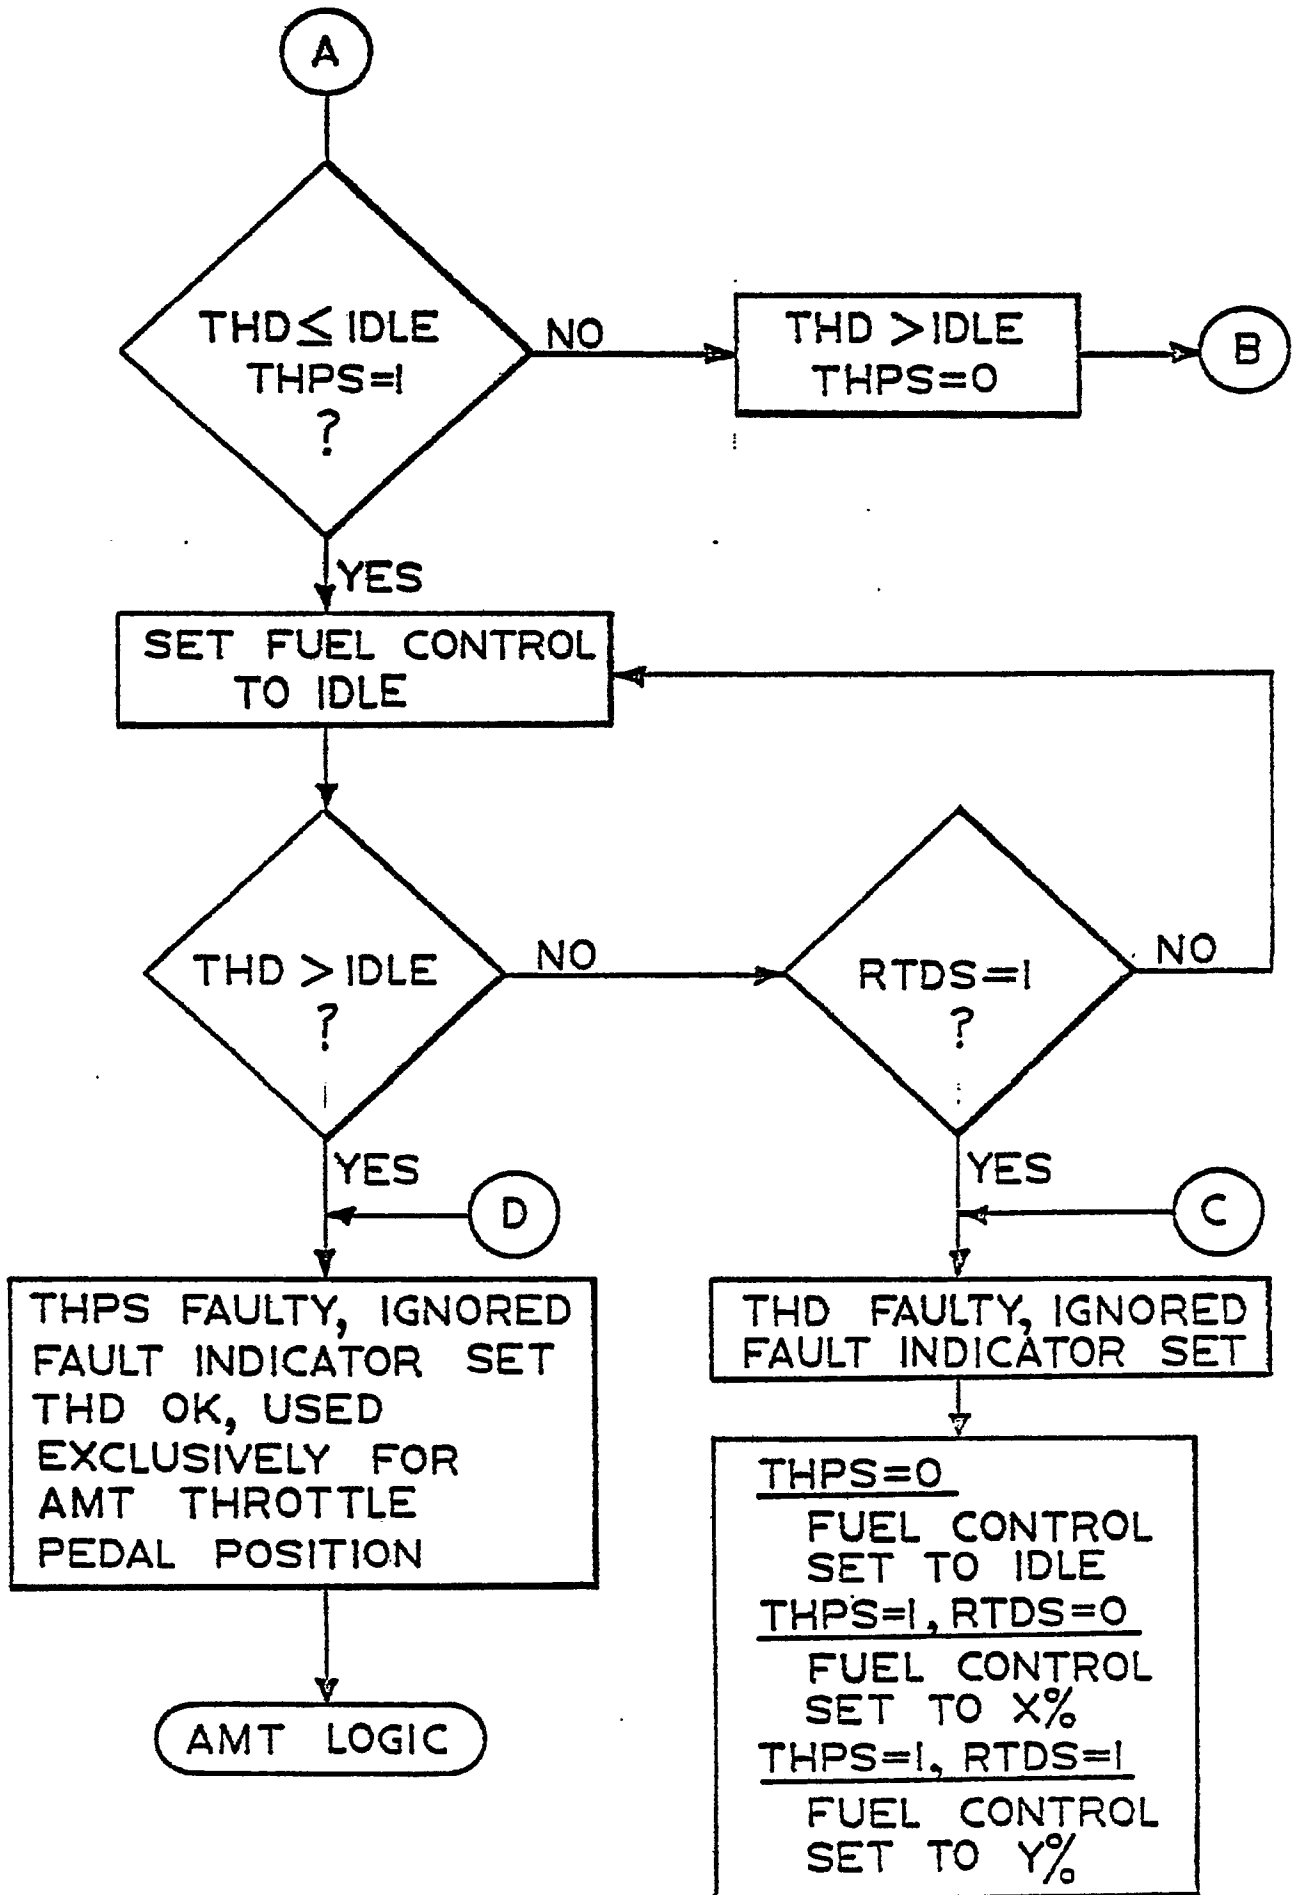 A
THD ≤ IDLE
THPS=1
?
NO
THD > IDLE
THPS=0
B
YES
SET FUEL CONTROL
TO IDLE
THD > IDLE
?
NO
RTDS=1
?
NO
YES
D
YES
C
THPS FAULTY, IGNORED
FAULT INDICATOR SET
THD OK, USED
EXCLUSIVELY FOR
AMT THROTTLE
PEDAL POSITION
THD FAULTY, IGNORED
FAULT INDICATOR SET
THPS=0
FUEL CONTROL
SET TO IDLE
THPS=1, RTDS=0
FUEL CONTROL
SET TO X%
THPS=1, RTDS=1
FUEL CONTROL
SET TO Y%
AMT LOGIC